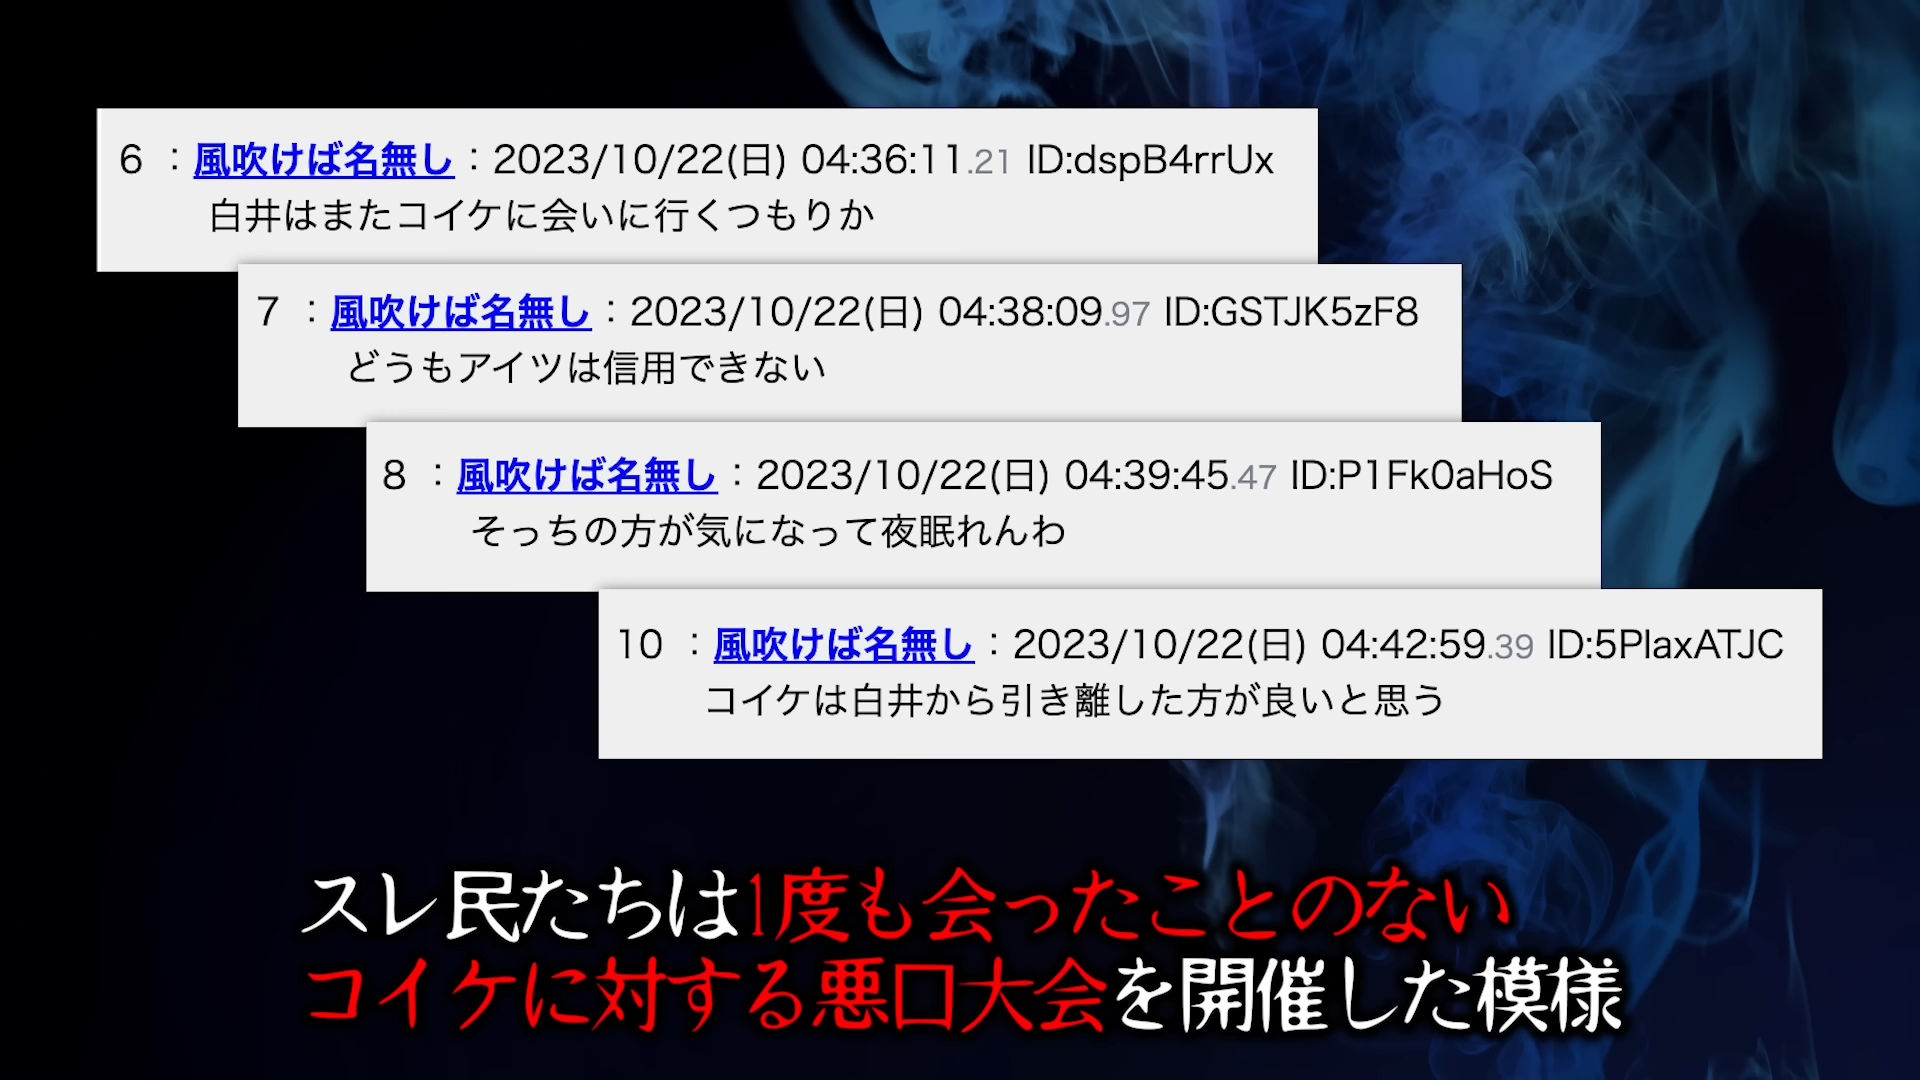 6 ：風吹けば名無し：2023/10/22(日) 04:36:11.21 ID:dspB4rrUx
白井はまたコイケに会いに行くつもりか
7 ：風吹けば名無し：2023/10/22(日) 04:38:09.97 ID:GSTJK5zF8
どうもアイツは信用できない
8 ：風吹けば名無し：2023/10/22(日) 04:39:45.47 ID:P1Fk0aHoS
そっちの方が気になって夜眠れんわ
10 ：風吹けば名無し：2023/10/22(日) 04:42:59.39 ID:5PlaxATJC
コイケは白井から引き離した方が良いと思う
スレ民たちは1度も会ったことのない
コイケに対する悪口大会を開催した模様